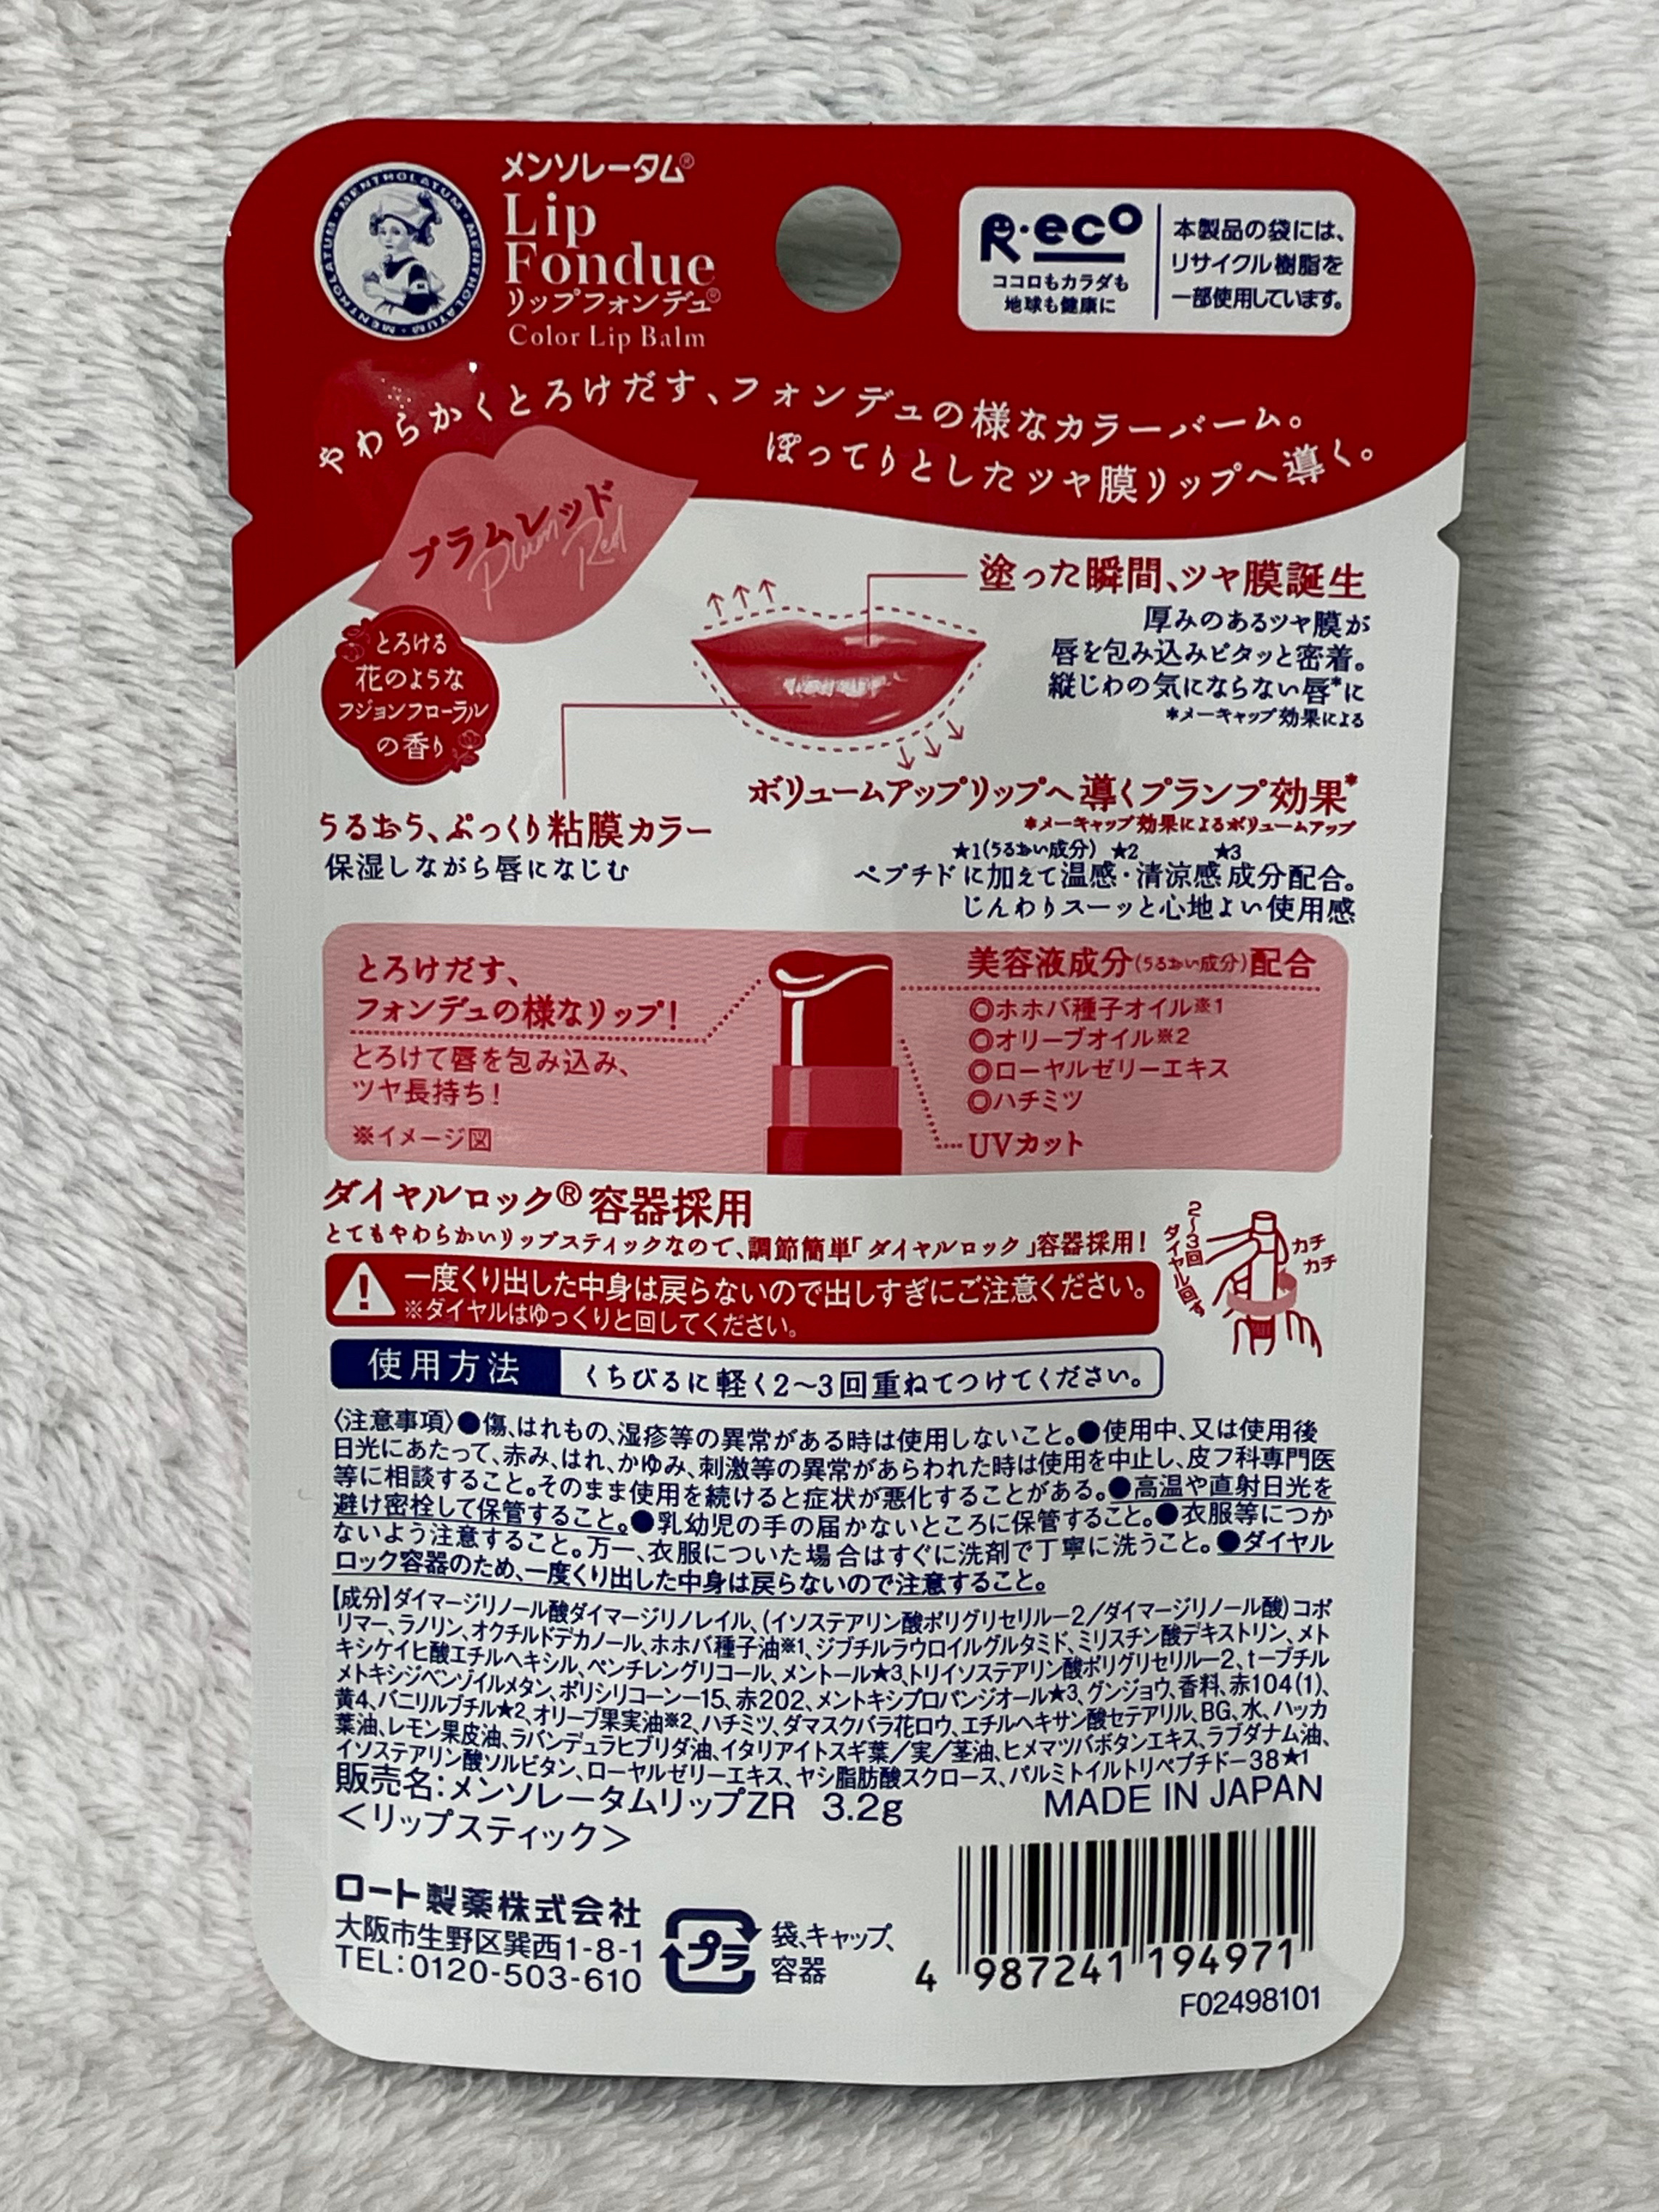 MENTHOLATUM・MENTHOLATUM・MENTHOLATUM
メンソレータム®
Lip
Fondue
リップフォンデュ®
Color Lip Balm
R・eco
ココロもカラダも
地球も健康に
本製品の袋には、
リサイクル樹脂を
一部使用しています。
やわらかくとろけだす、フォンデュの様なカラーバーム。
ぽってりとしたツヤ膜リップへ導く。
プラムレッド
Plum Red
とろける
花のような
フジョンフローラル
の香り
塗った瞬間、ツヤ膜誕生
厚みのあるツヤ膜が
唇を包み込みピタッと密着。
縦じわの気にならない唇*に
*メーキャップ効果による
ボリュームアップリップへ導くプランプ効果*
*メーキャップ効果によるボリュームアップ
★1(うるおい成分) ★2 ★3
ペプチドに加えて温感・清涼感成分配合。
じんわりスーッと心地よい使用感
うるおう、ぷっくり粘膜カラー
保湿しながら唇になじむ
とろけだす、
フォンデュの様なリップ!
とろけて唇を包み込み、
ツヤ長持ち!
※イメージ図
美容液成分(うるおい成分)配合
◎ホホバ種子オイル※1
◎オリーブオイル※2
◎ローヤルゼリーエキス
◎ハチミツ
UVカット
ダイヤルロック®容器採用
とてもやわらかいリップスティックなので、調節簡単「ダイヤルロック」容器採用!
2〜3回
ダイヤル回す
カチ
カチ
一度くり出した中身は戻らないので出しすぎにご注意ください。
※ダイヤルはゆっくりと回してください。
使用方法 くちびるに軽く2〜3回重ねてつけてください。
〈注意事項〉●傷、はれもの、湿疹等の異常がある時は使用しないこと。●使用中、又は使用後
日光にあたって、赤み、はれ、かゆみ、刺激等の異常があらわれた時は使用を中止し、皮フ科専門医
等に相談すること。そのまま使用を続けると症状が悪化することがある。●高温や直射日光を
避け密栓して保管すること。●乳幼児の手の届かないところに保管すること。●衣服等につか
ないよう注意すること。万一、衣服についた場合はすぐに洗剤で丁寧に洗うこと。●ダイヤル
ロック容器のため、一度くり出した中身は戻らないので注意すること。
【成分】ダイマージリノール酸ダイマージリノレイル、(イソステアリン酸ポリグリセリル－2／ダイマージリノール酸)コポ
リマー、ラノリン、オクチルドデカノール、ホホバ種子油※1、ジブチルラウロイルグルタミド、ミリスチン酸デキストリン、メト
キシケイヒ酸エチルヘキシル、ペンチレングリコール、メントール★3、トリイソステアリン酸ポリグリセリル－2、t－ブチル
メトキシジベンゾイルメタン、ポリシリコーン－15、赤202、メントキシプロパンジオール★3、グンジョウ、香料、赤104(1)、
黄4、バニリルブチル★2、オリーブ果実油※2、ハチミツ、ダマスクバラ花ロウ、エチルヘキサン酸セテアリル、BG、水、ハッカ
葉油、レモン果皮油、ラバンデュラヒブリダ油、イタリアイトスギ葉／実／茎油、ヒメマツバボタンエキス、ラブダナム油、
イソステアリン酸ソルビタン、ローヤルゼリーエキス、ヤシ脂肪酸スクロース、パルミトイルトリペプチド－38★1
販売名:メンソレータムリップZR 3.2g
MADE IN JAPAN
＜リップスティック＞
ロート製薬株式会社
大阪市生野区巽西1-8-1
TEL:0120-503-610
プラ
袋、キャップ、
容器
4 987241 194971
F02498101